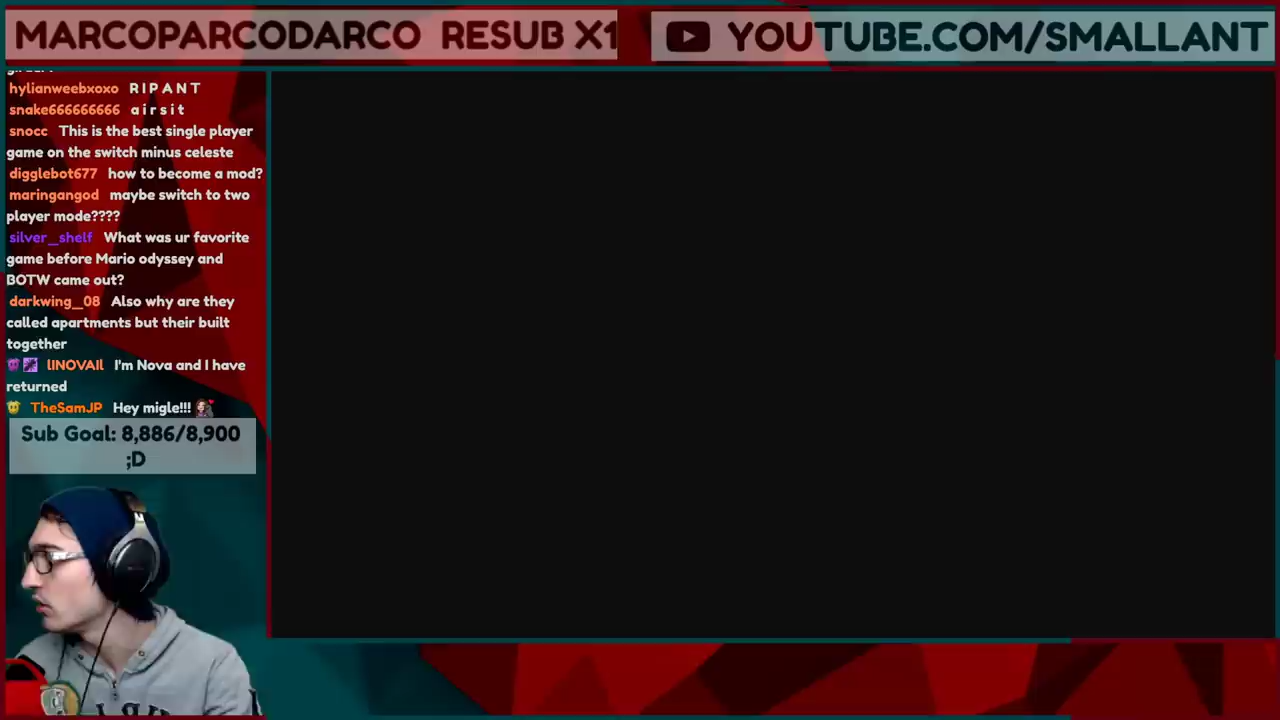 MARCOPARCODARCO RESUB X1
YOUTUBE.COM/SMALLANT
hylianweebxoxo R I P A N T
snake666666666 a i r s i t
snocc This is the best single player
game on the switch minus celeste
digglebot677 how to become a mod?
maringangod maybe switch to two
player mode????
silver_shelf What was ur favorite
game before Mario odyssey and
BOTW came out?
darkwing_08 Also why are they
called apartments but their built
together
lINOVAIl I'm Nova and I have
returned
TheSamJP Hey migle!!!
Sub Goal: 8,886/8,900
;D